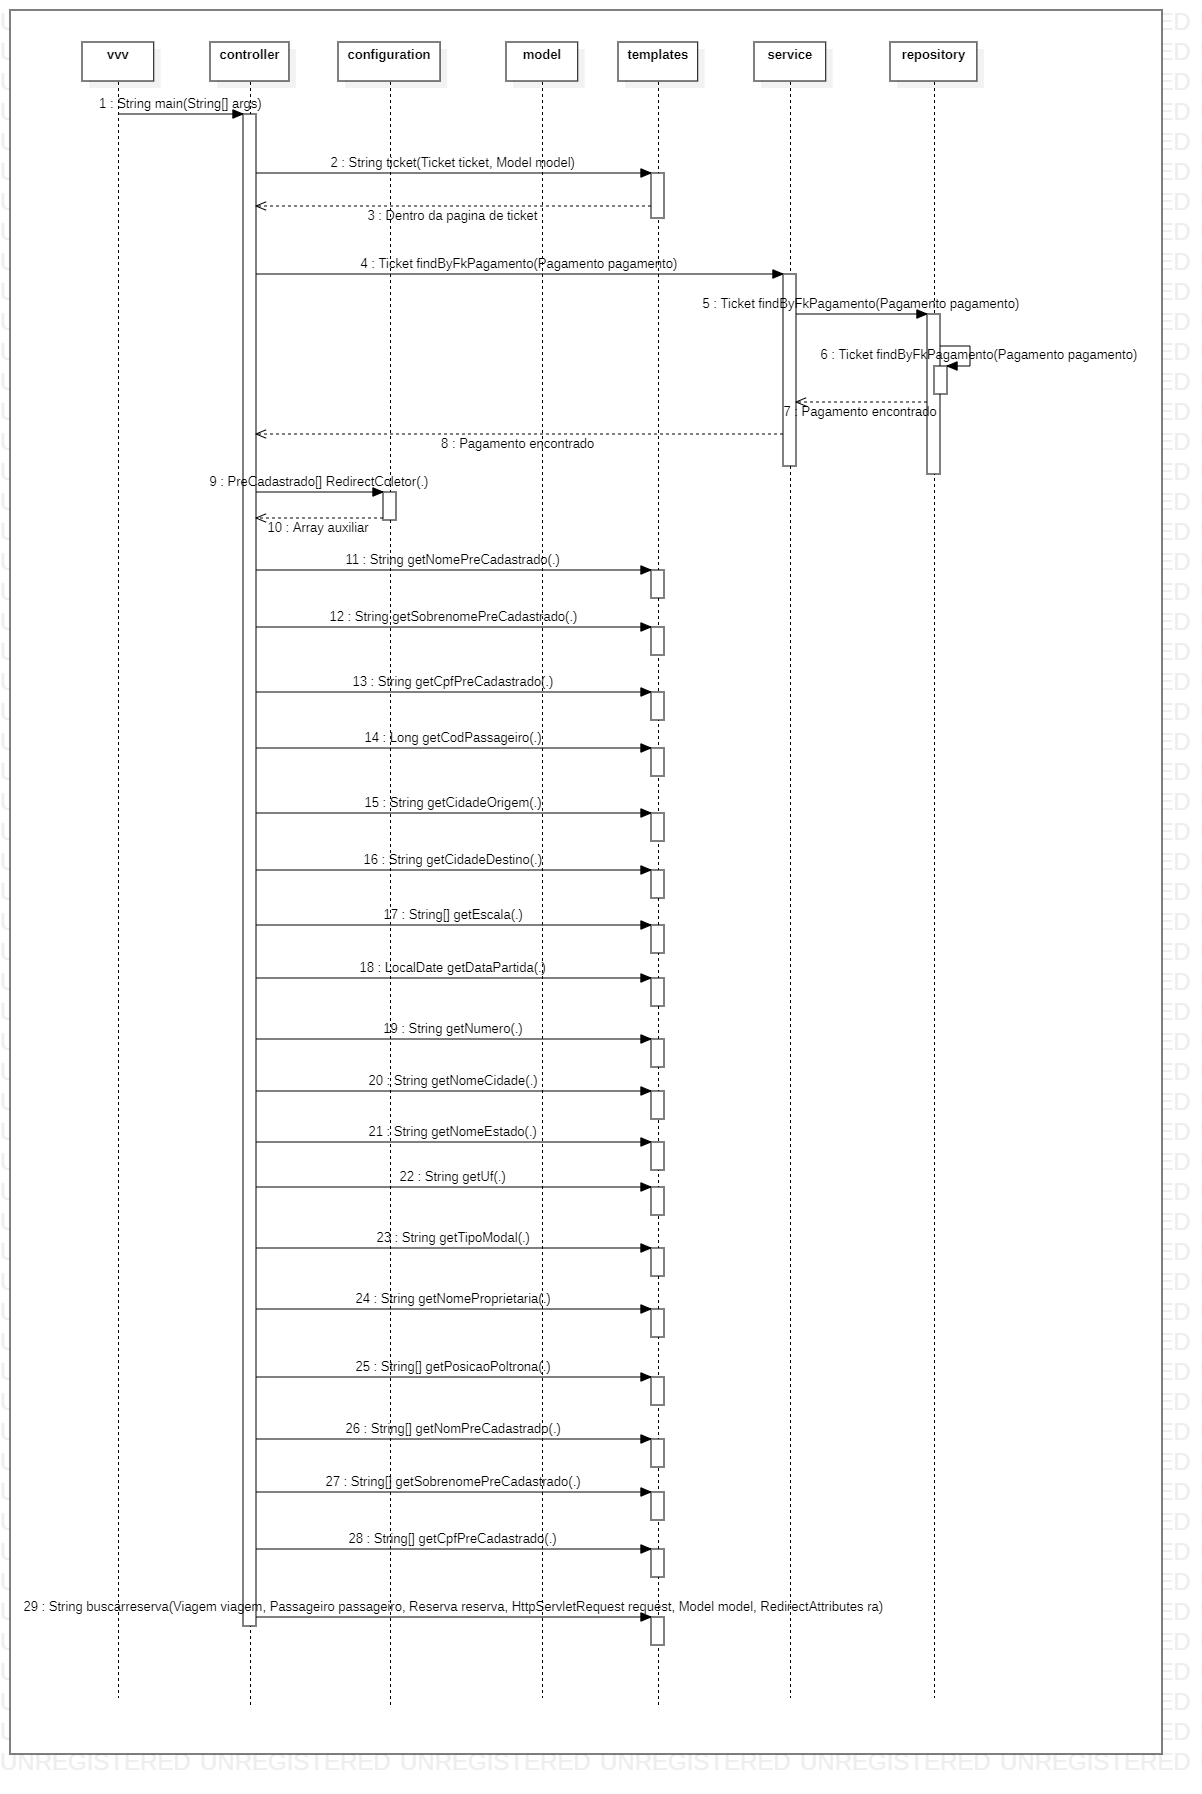 vvv controller configuration model templates service repository
1 : String main(String[] args)
2 : String ticket(Ticket ticket, Model model)
3 : Dentro da pagina de ticket
4 : Ticket findByFkPagamento(Pagamento pagamento)
5 : Ticket findByFkPagamento(Pagamento pagamento)
6 : Ticket findByFkPagamento(Pagamento pagamento)
7 : Pagamento encontrado
8 : Pagamento encontrado
9 : PreCadastrado[] RedirectColetor(.)
10 : Array auxiliar
11 : String getNomePreCadastrado(.)
12 : String getSobrenomePreCadastrado(.)
13 : String getCpfPreCadastrado(.)
14 : Long getCodPassageiro(.)
15 : String getCidadeOrigem(.)
16 : String getCidadeDestino(.)
17 : String[] getEscala(.)
18 : LocalDate getDataPartida(.)
19 : String getNumero(.)
20 : String getNomeCidade(.)
21 : String getNomeEstado(.)
22 : String getUf(.)
23 : String getTipoModal(.)
24 : String getNomeProprietaria(.)
25 : String[] getPosicaoPoltrona(.)
26 : String[] getNomPreCadastrado(.)
27 : String[] getSobrenomePreCadastrado(.)
28 : String[] getCpfPreCadastrado(.)
29 : String buscarreserva(Viagem viagem, Passageiro passageiro, Reserva reserva, HttpServletRequest request, Model model, RedirectAttributes ra)
UNREGISTERED UNREGISTERED UNREGISTERED UNREGISTERED UNREGISTERED UNREGISTERED